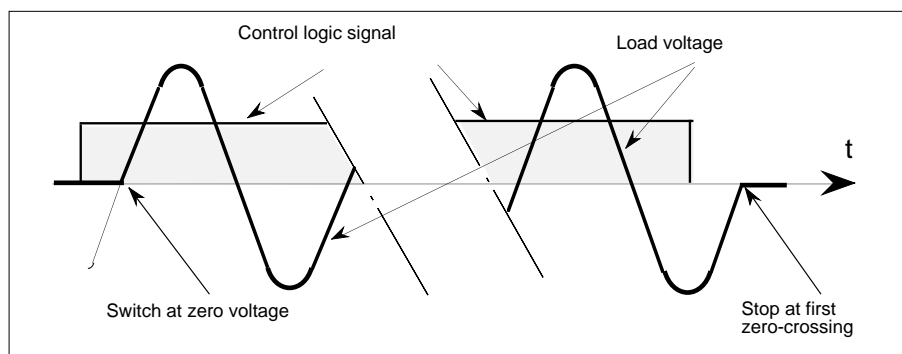 Control logic signal
Load voltage
t
Switch at zero voltage
Stop at first
zero-crossing